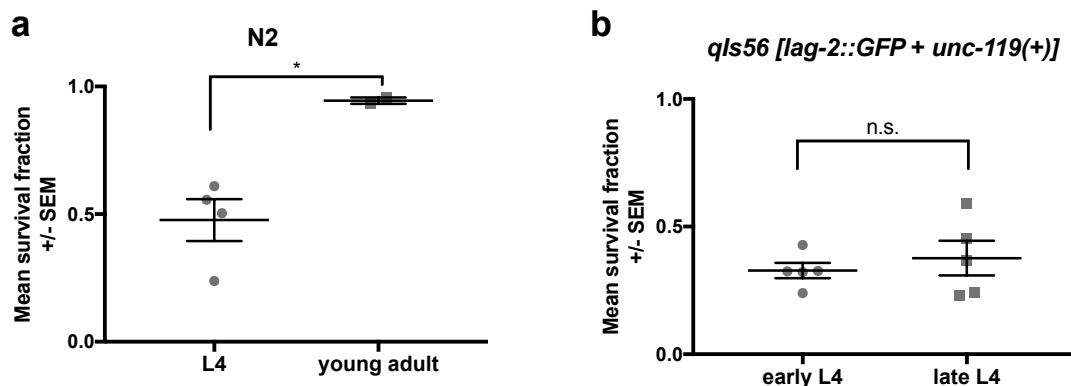 a
N2
*
1.0
0.5
0.0
Mean survival fraction
+/- SEM
L4
young adult
b
qIs56 [lag-2::GFP + unc-119(+)]
n.s.
1.0
0.5
0.0
Mean survival fraction
+/- SEM
early L4
late L4